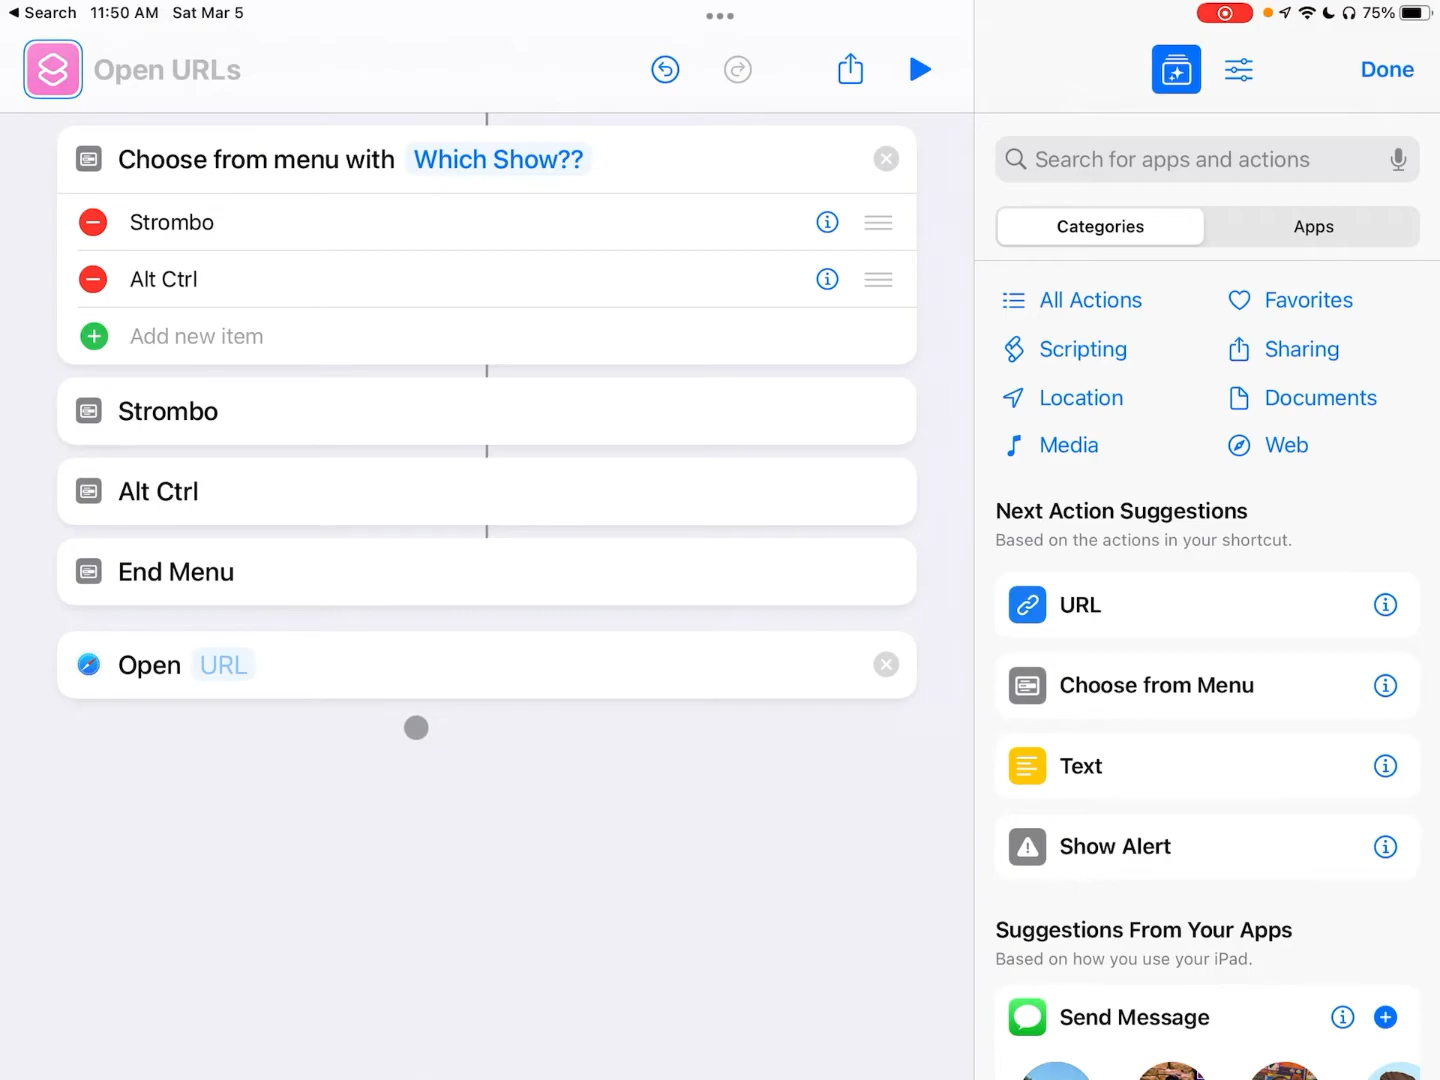 Search 11:50 AM Sat Mar 5
75%
Open URLs
Done
Choose from menu with Which Show??
Strombo
Alt Ctrl
Add new item
Strombo
Alt Ctrl
End Menu
Open URL
Search for apps and actions
Categories Apps
All Actions Favorites
Scripting Sharing
Location Documents
Media Web
Next Action Suggestions
Based on the actions in your shortcut.
URL
Choose from Menu
Text
Show Alert
Suggestions From Your Apps
Based on how you use your iPad.
Send Message